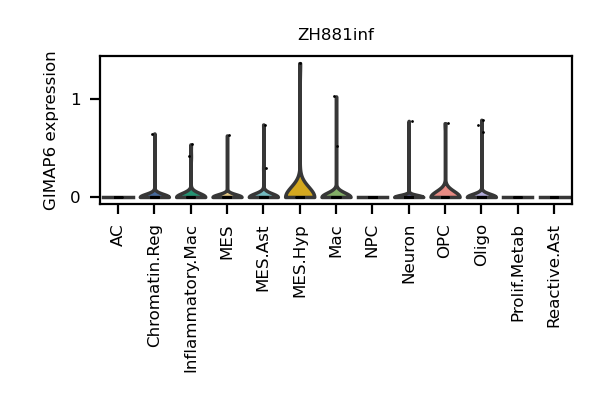 ZH881inf
GIMAP6 expression
1
0
AC
Chromatin.Reg
Inflammatory.Mac
MES
MES.Ast
MES.Hyp
Mac
NPC
Neuron
OPC
Oligo
Prolif.Metab
Reactive.Ast